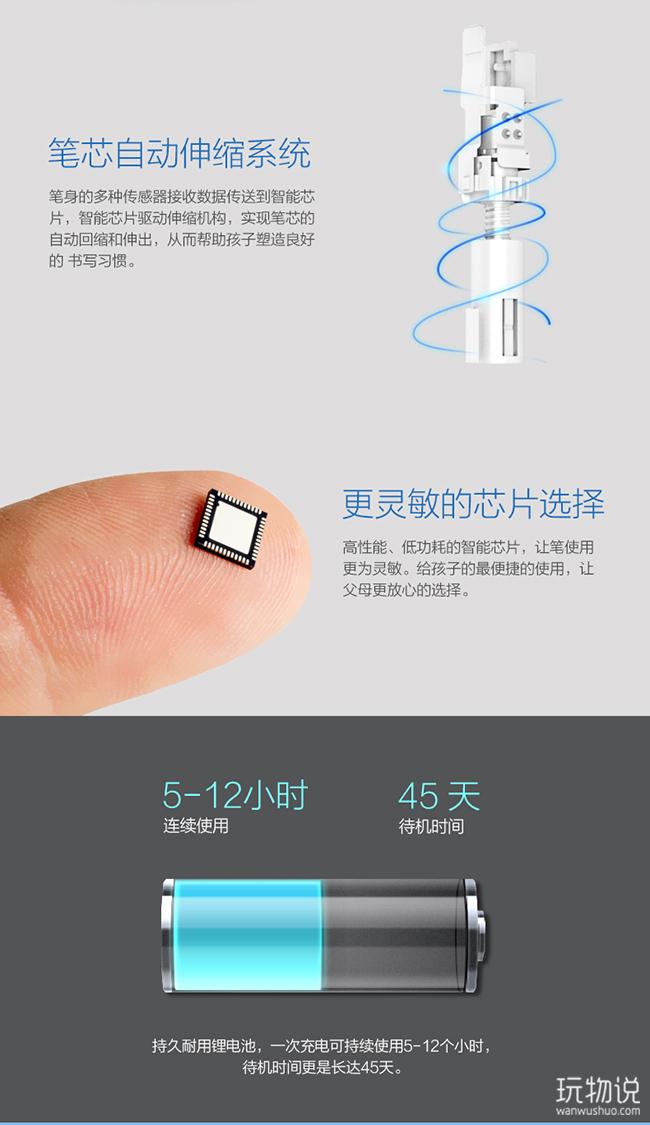 笔芯自动伸缩系统
笔身的多种传感器接收数据传送到智能芯
片，智能芯片驱动伸缩机构，实现笔芯的
自动回缩和伸出，从而帮助孩子塑造良好
的 书写习惯。
更灵敏的芯片选择
高性能、低功耗的智能芯片，让笔使用
更为灵敏。给孩子的最便捷的使用，让
父母更放心的选择。
5-12小时
连续使用
45 天
待机时间
持久耐用锂电池，一次充电可持续使用5-12个小时，
待机时间更是长达45天。
玩物说
wanwushuo.com